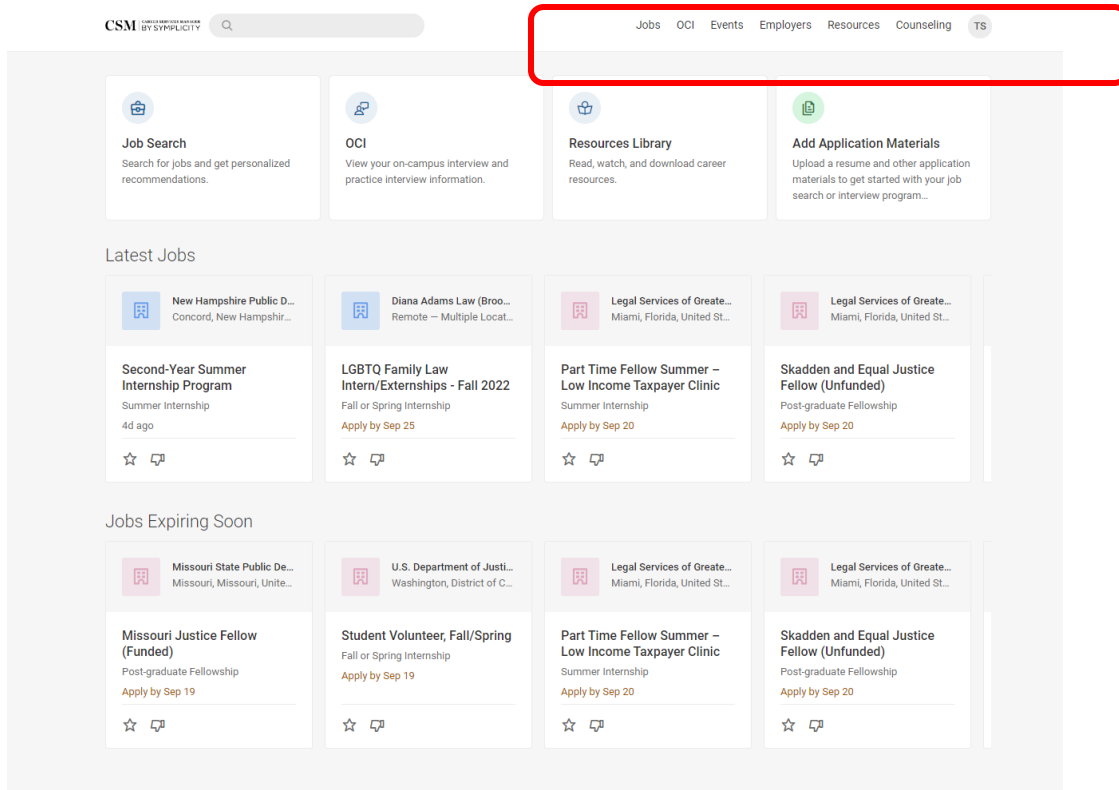 CSM CAREER SERVICES MANAGER BY SYMPLICITY
Jobs OCI Events Employers Resources Counseling TS
Job Search
Search for jobs and get personalized
recommendations.
OCI
View your on-campus interview and
practice interview information.
Resources Library
Read, watch, and download career
resources.
Add Application Materials
Upload a resume and other application
materials to get started with your job
search or interview program...
Latest Jobs
New Hampshire Public D...
Concord, New Hampshir...
Second-Year Summer
Internship Program
Summer Internship
4d ago
Diana Adams Law (Broo...
Remote — Multiple Locat...
LGBTQ Family Law
Intern/Externships - Fall 2022
Fall or Spring Internship
Apply by Sep 25
Legal Services of Greate...
Miami, Florida, United St...
Part Time Fellow Summer –
Low Income Taxpayer Clinic
Summer Internship
Apply by Sep 20
Legal Services of Greate...
Miami, Florida, United St...
Skadden and Equal Justice
Fellow (Unfunded)
Post-graduate Fellowship
Apply by Sep 20
Jobs Expiring Soon
Missouri State Public De...
Missouri, Missouri, Unite...
Missouri Justice Fellow
(Funded)
Post-graduate Fellowship
Apply by Sep 19
U.S. Department of Justi...
Washington, District of C...
Student Volunteer, Fall/Spring
Fall or Spring Internship
Apply by Sep 19
Legal Services of Greate...
Miami, Florida, United St...
Part Time Fellow Summer –
Low Income Taxpayer Clinic
Summer Internship
Apply by Sep 20
Legal Services of Greate...
Miami, Florida, United St...
Skadden and Equal Justice
Fellow (Unfunded)
Post-graduate Fellowship
Apply by Sep 20